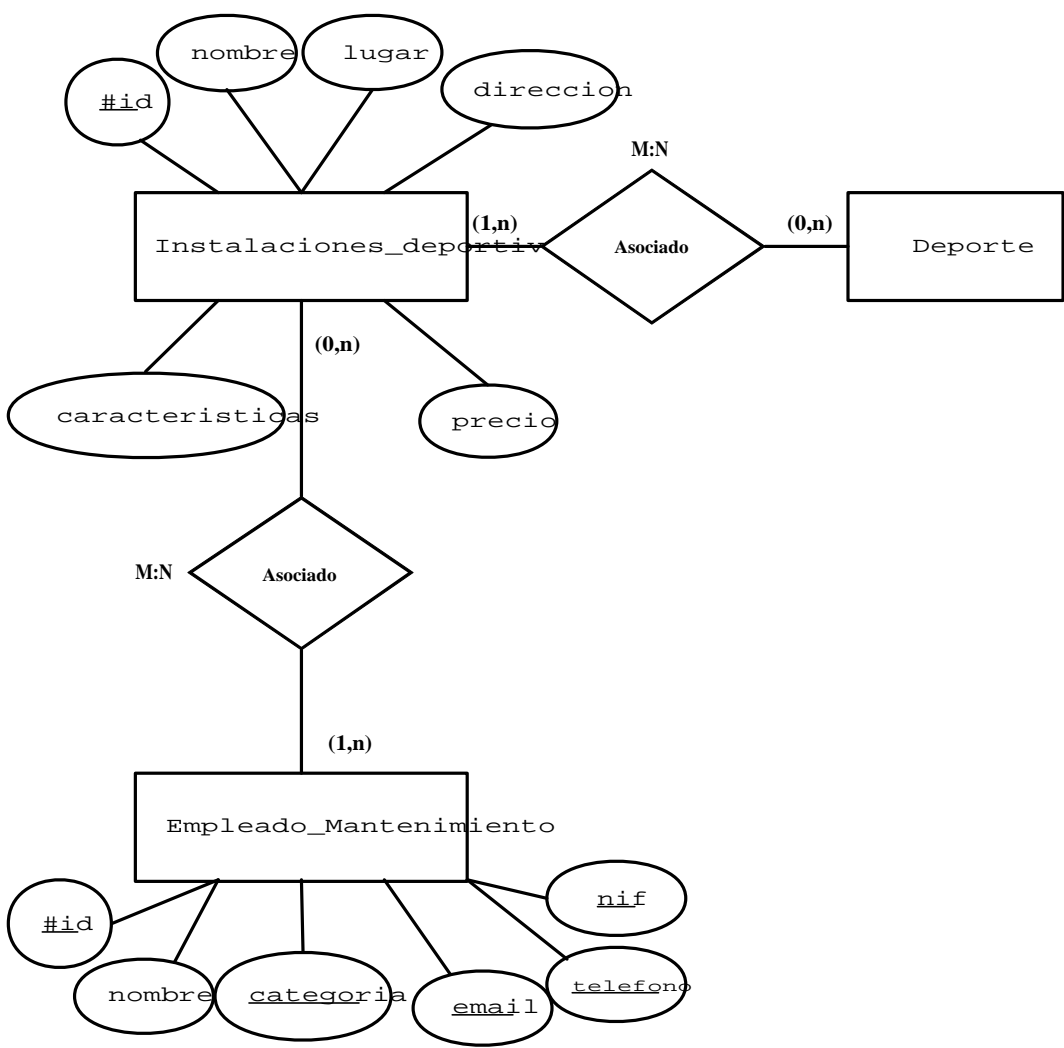 nombre
lugar
#id
direccion
M:N
Instalaciones_deportiv
(1,n)
Asociado
(0,n)
Deporte
(0,n)
caracteristicas
precio
M:N
Asociado
(1,n)
Empleado_Mantenimiento
nif
#id
nombre
categoria
email
telefono